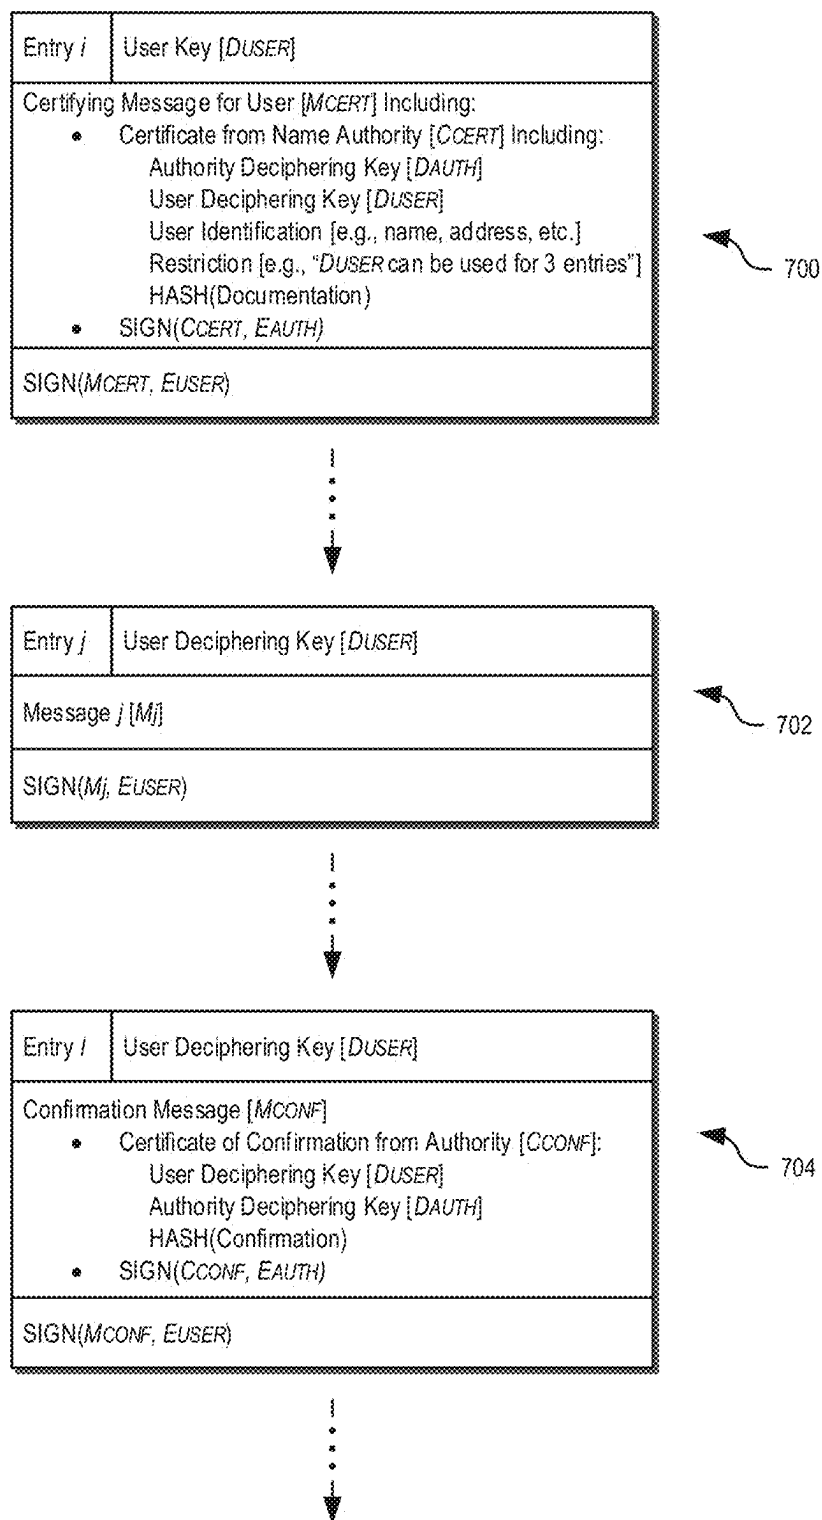 Entry i User Key [DUSER]
Certifying Message for User [MCERT] Including:
• Certificate from Name Authority [CCERT] Including:
Authority Deciphering Key [DAUTH]
User Deciphering Key [DUSER]
User Identification [e.g., name, address, etc.]
Restriction [e.g., “DUSER can be used for 3 entries”]
HASH(Documentation)
• SIGN(CCERT, EAUTH)
SIGN(MCERT, EUSER)
700
Entry j User Deciphering Key [DUSER]
Message j [Mj]
SIGN(Mj, EUSER)
702
Entry l User Deciphering Key [DUSER]
Confirmation Message [MCONF]
• Certificate of Confirmation from Authority [CCONF]:
User Deciphering Key [DUSER]
Authority Deciphering Key [DAUTH]
HASH(Confirmation)
• SIGN(CCONF, EAUTH)
SIGN(MCONF, EUSER)
704